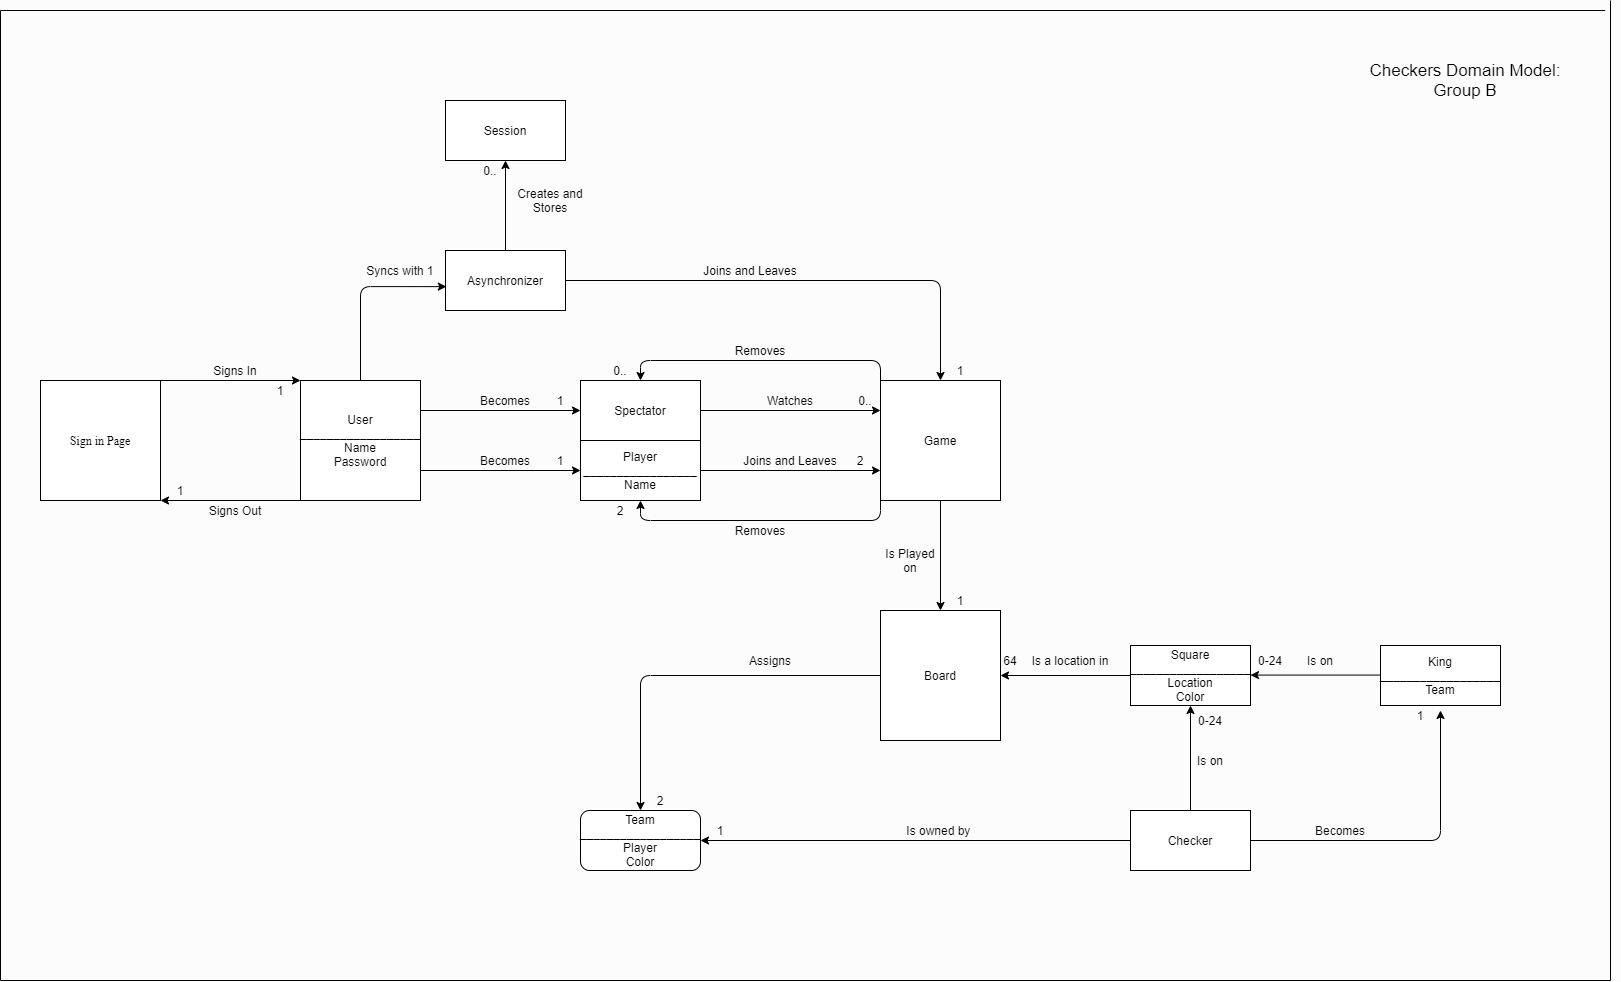 Checkers Domain Model:
Group B
Session
0..
Creates and
Stores
Syncs with 1
Asynchronizer
Joins and Leaves
Removes
Signs In
0..
1
1
Becomes
1
Spectator
Watches
0..
User
Sign in Page
Game
Name
Password
Becomes
1
Player
Joins and Leaves
2
Name
1
Signs Out
2
Removes
Is Played
on
1
Assigns
Board
64
Is a location in
Square
Location
Color
0-24
Is on
King
Team
0-24
1
Is on
2
Team
Player
Color
1
Is owned by
Checker
Becomes